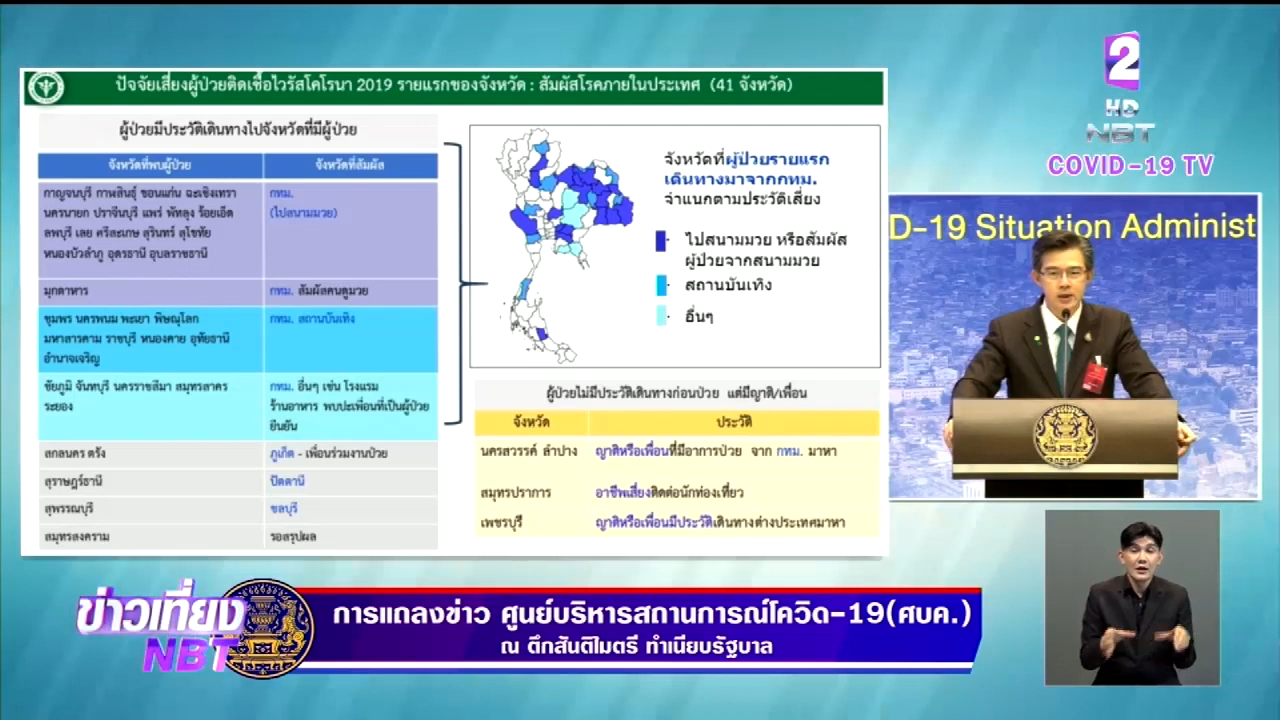 ปัจจัยเสี่ยงผู้ป่วยติดเชื้อไวรัสโคโรนา 2019 รายแรกของจังหวัด : สัมผัสโรคภายในประเทศ (41 จังหวัด)
ผู้ป่วยมีประวัติเดินทางไปจังหวัดที่มีผู้ป่วย
จังหวัดที่พบผู้ป่วย จังหวัดที่สัมผัส
กาญจนบุรี กาฬสินธุ์ ขอนแก่น ฉะเชิงเทรา กทม.
นครนายก ปราจีนบุรี แพร่ พัทลุง ร้อยเอ็ด (ไปสนามมวย)
ลพบุรี เลย ศรีสะเกษ สุรินทร์ สุโขทัย
หนองบัวลำภู อุดรธานี อุบลราชธานี
มุกดาหาร กทม. สัมผัสคนดูมวย
ชุมพร นครพนม พะเยา พิษณุโลก กทม. สถานบันเทิง
มหาสารคาม ราชบุรี หนองคาย อุทัยธานี
อำนาจเจริญ
ชัยภูมิ จันทบุรี นครราชสีมา สมุทรสาคร กทม. อื่นๆ เช่น โรงแรม
ระยอง ร้านอาหาร พบปะเพื่อนที่เป็นผู้ป่วย
ยืนยัน
สกลนคร ตรัง ภูเก็ต - เพื่อนร่วมงานป่วย
สุราษฎร์ธานี ปัตตานี
สุพรรณบุรี ชลบุรี
สมุทรสงคราม รอสรุปผล
จังหวัดที่ผู้ป่วยรายแรก
เดินทางมาจากกทม.
จำแนกตามประวัติเสี่ยง
ไปสนามมวย หรือสัมผัส
ผู้ป่วยจากสนามมวย
สถานบันเทิง
อื่นๆ
ผู้ป่วยไม่มีประวัติเดินทางก่อนป่วย แต่มีญาติ/เพื่อน
จังหวัด ประวัติ
นครสวรรค์ ลำปาง ญาติหรือเพื่อนที่มีอาการป่วย จาก กทม. มาหา
สมุทรปราการ อาชีพเสี่ยงติดต่อนักท่องเที่ยว
เพชรบุรี ญาติหรือเพื่อนมีประวัติเดินทางต่างประเทศมาหา
2
HD
NBT
COVID-19 TV
D-19 Situation Administ
ข่าวเที่ยง
NBT
การแถลงข่าว ศูนย์บริหารสถานการณ์โควิด-19(ศบค.)
ณ ตึกสันติไมตรี ทำเนียบรัฐบาล